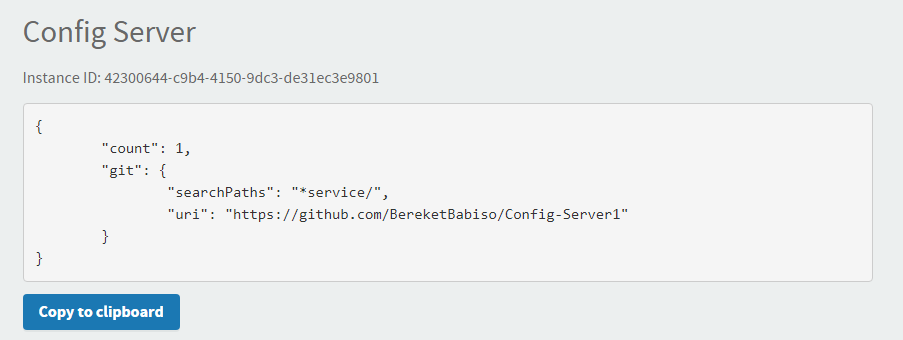 Config Server
Instance ID: 42300644-c9b4-4150-9dc3-de31ec3e9801
{
"count": 1,
"git": {
"searchPaths": "*service/",
"uri": "https://github.com/BereketBabiso/Config-Server1"
}
}
Copy to clipboard